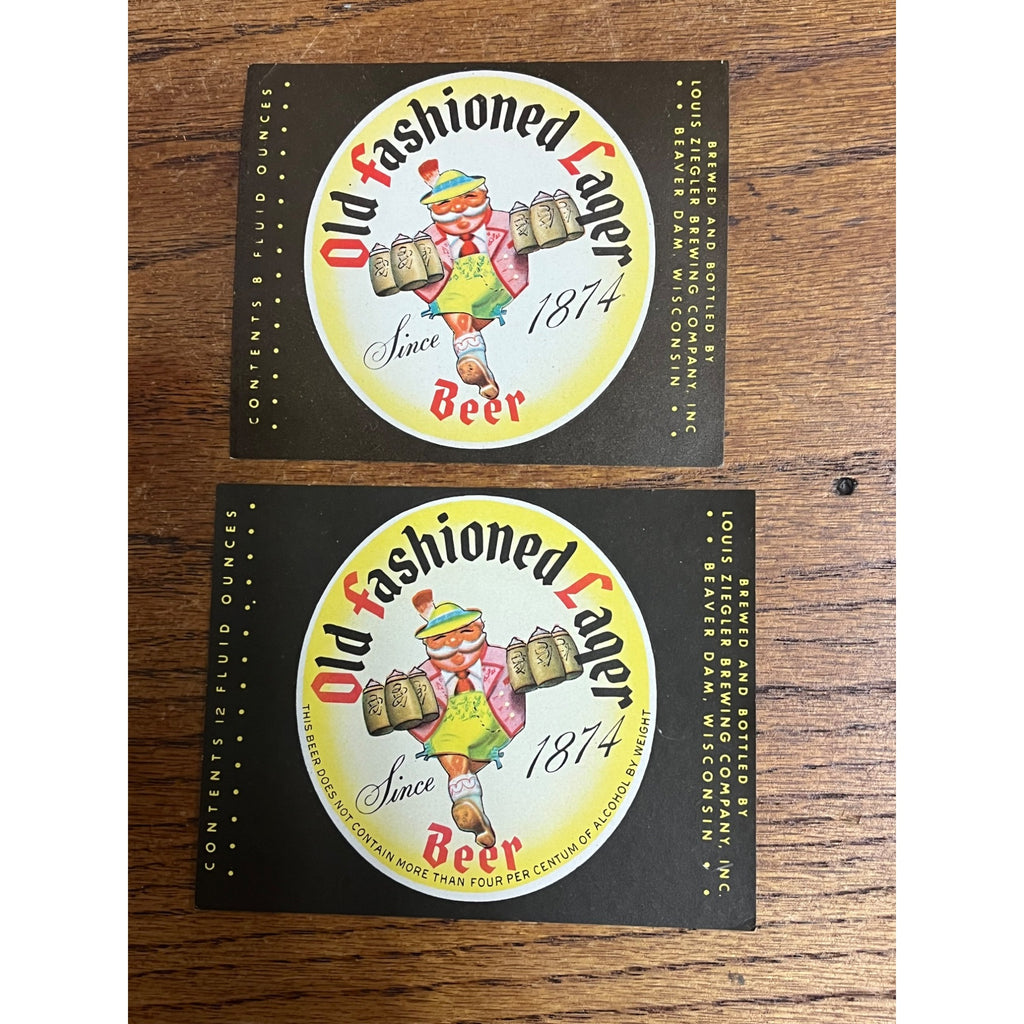 CONTENTS 8 FLUID OUNCES
Old Fashioned Lager
Since 1874
Beer
BREWED AND BOTTLED BY
LOUIS ZIEGLER BREWING COMPANY, INC
BEAVER DAM, WISCONSIN
CONTENTS 12 FLUID OUNCES
Old Fashioned Lager
Since 1874
Beer
THIS BEER DOES NOT CONTAIN MORE THAN FOUR PER CENTUM OF ALCOHOL BY WEIGHT
BREWED AND BOTTLED BY
LOUIS ZIEGLER BREWING COMPANY, INC.
BEAVER DAM, WISCONSIN